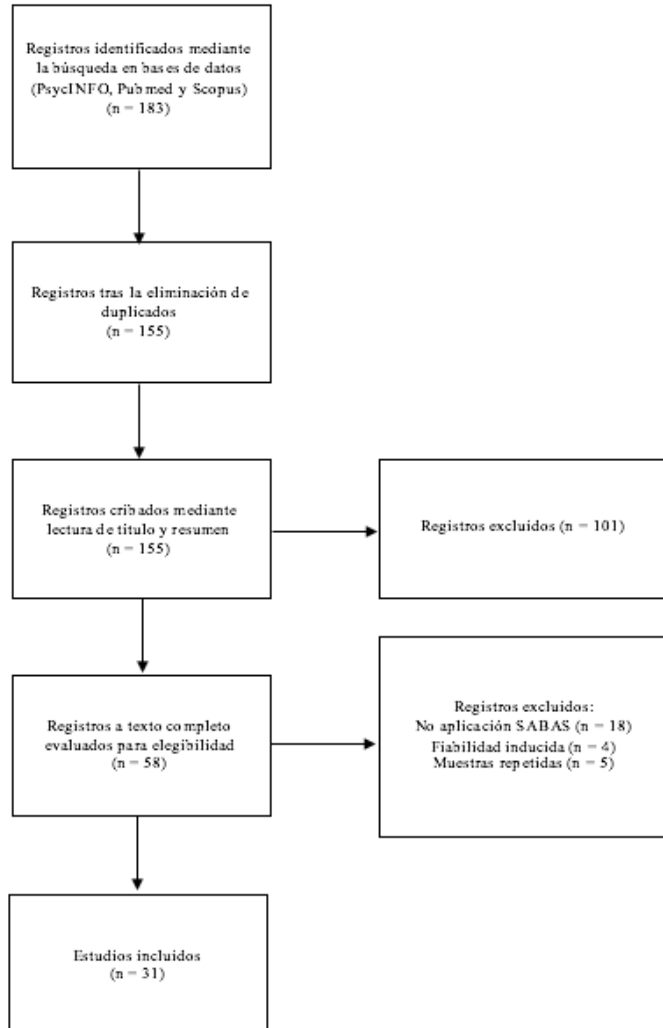 Registros identificados mediante
la búsqueda en bases de datos
(PsycINFO, Pubmed y Scopus)
(n = 183)
Registros tras la eliminación de
duplicados
(n = 155)
Registros cribados mediante
lectura de título y resumen
(n = 155)
Registros excluidos (n = 101)
Registros a texto completo
evaluados para elegibilidad
(n = 58)
Registros excluidos:
No aplicación SABAS (n = 18)
Fiabilidad inducida (n = 4)
Muestras repetidas (n = 5)
Estudios incluidos
(n = 31)